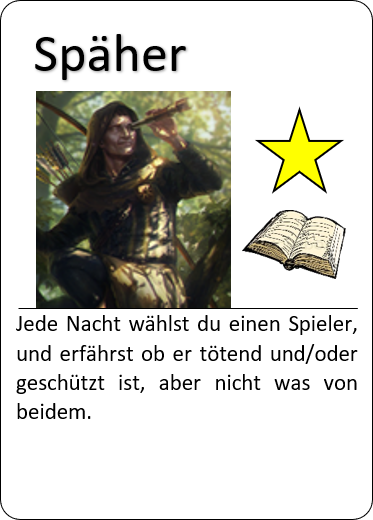 Späher
Jede Nacht wählst du einen Spieler,
und erfährst ob er tötend und/oder
geschützt ist, aber nicht was von
beidem.